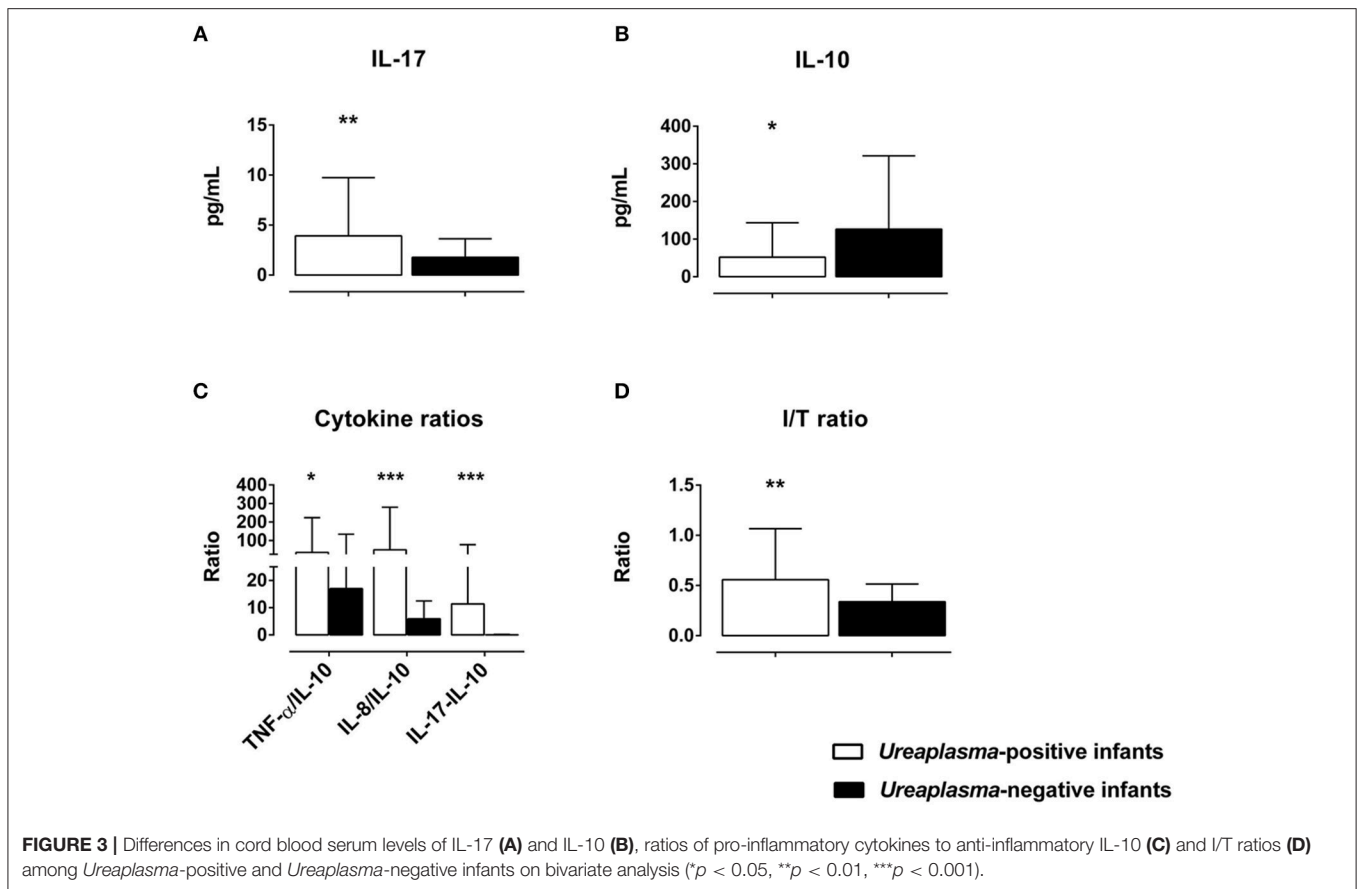 A
IL-17
**
pg/mL
15
10
5
0
B
IL-10
*
pg/mL
400
300
200
100
0
C
Cytokine ratios
* *** ***
Ratio
400
300
200
100
20
10
0
TNF-α/IL-10
IL-8/IL-10
IL-17-IL-10
D
I/T ratio
**
Ratio
1.5
1.0
0.5
0.0
Ureaplasma-positive infants
Ureaplasma-negative infants
FIGURE 3 | Differences in cord blood serum levels of IL-17 (A) and IL-10 (B), ratios of pro-inflammatory cytokines to anti-inflammatory IL-10 (C) and I/T ratios (D)
among Ureaplasma-positive and Ureaplasma-negative infants on bivariate analysis (*p < 0.05, **p < 0.01, ***p < 0.001).